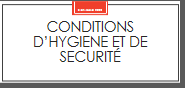 CONDITIONS
D'HYGIENE ET DE
SECURITÉ